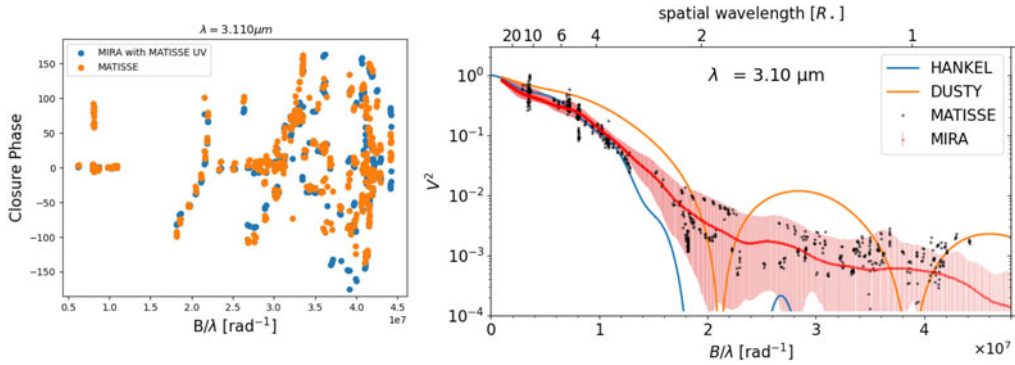 λ = 3.110μm
MIRA with MATISSE UV
MATISSE
Closure Phase
150
100
50
0
−50
−100
−150
0.5 1.0 1.5 2.0 2.5 3.0 3.5 4.0 4.5
1e7
B/λ [rad⁻¹]
spatial wavelength [R⋆]
20 10 6 4 2 1
λ = 3.10 μm
HANKEL
DUSTY
MATISSE
MIRA
V²
10⁰
10⁻¹
10⁻²
10⁻³
10⁻⁴
0 1 2 3 4
×10⁷
B/λ [rad⁻¹]